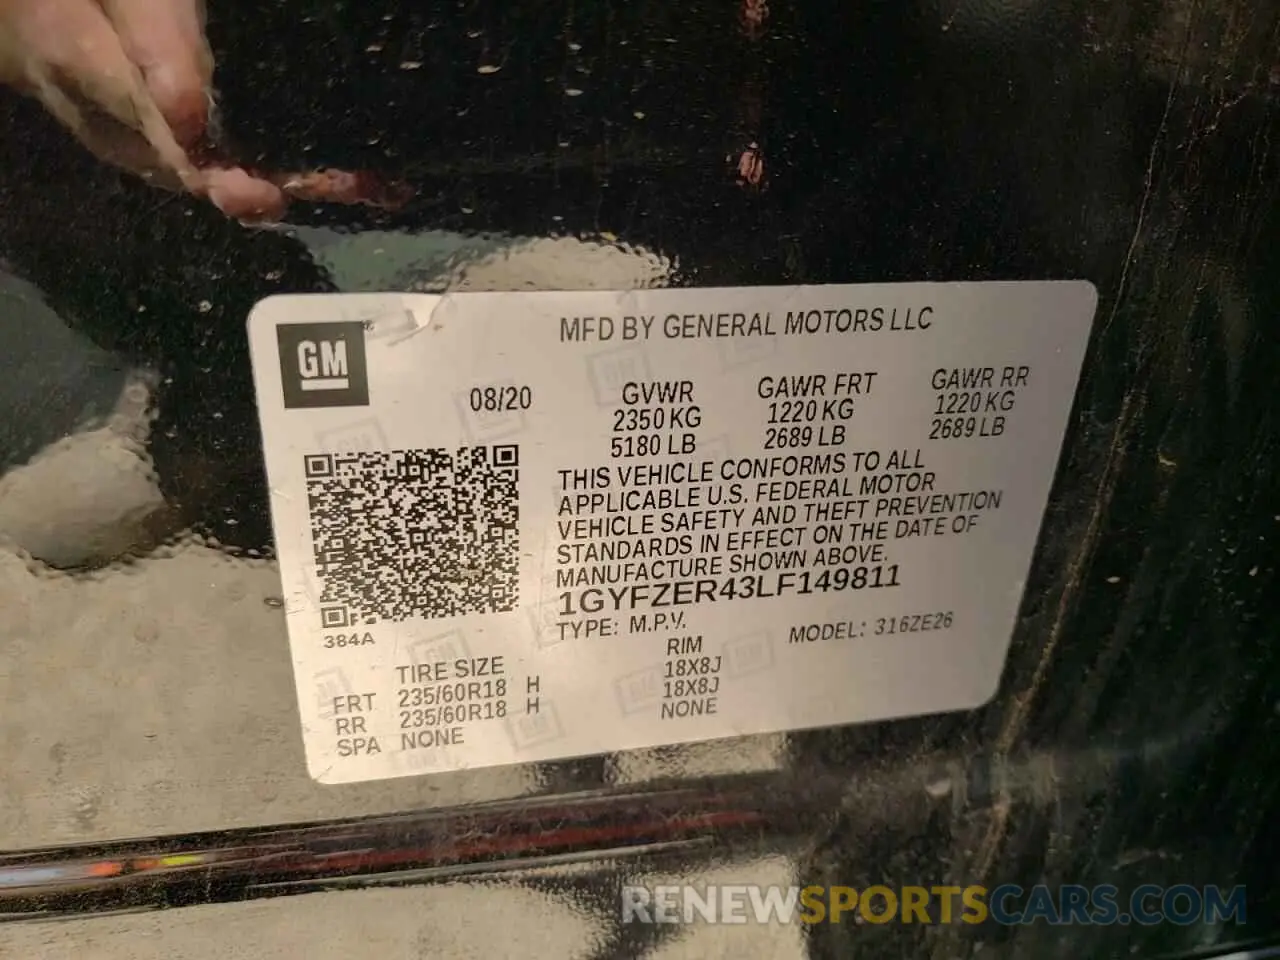 MFD BY GENERAL MOTORS LLC
GM
08/20
GVWR
2350 KG
5180 LB
GAWR FRT
1220 KG
2689 LB
GAWR RR
1220 KG
2689 LB
THIS VEHICLE CONFORMS TO ALL
APPLICABLE U.S. FEDERAL MOTOR
VEHICLE SAFETY AND THEFT PREVENTION
STANDARDS IN EFFECT ON THE DATE OF
MANUFACTURE SHOWN ABOVE.
1GYFZER43LF149811
TYPE: M.P.V.
MODEL: 316ZE26
384A
TIRE SIZE
RIM
FRT 235/60R18 H 18X8J
RR 235/60R18 H 18X8J
SPA NONE NONE
RENEWSPORTSCARS.COM